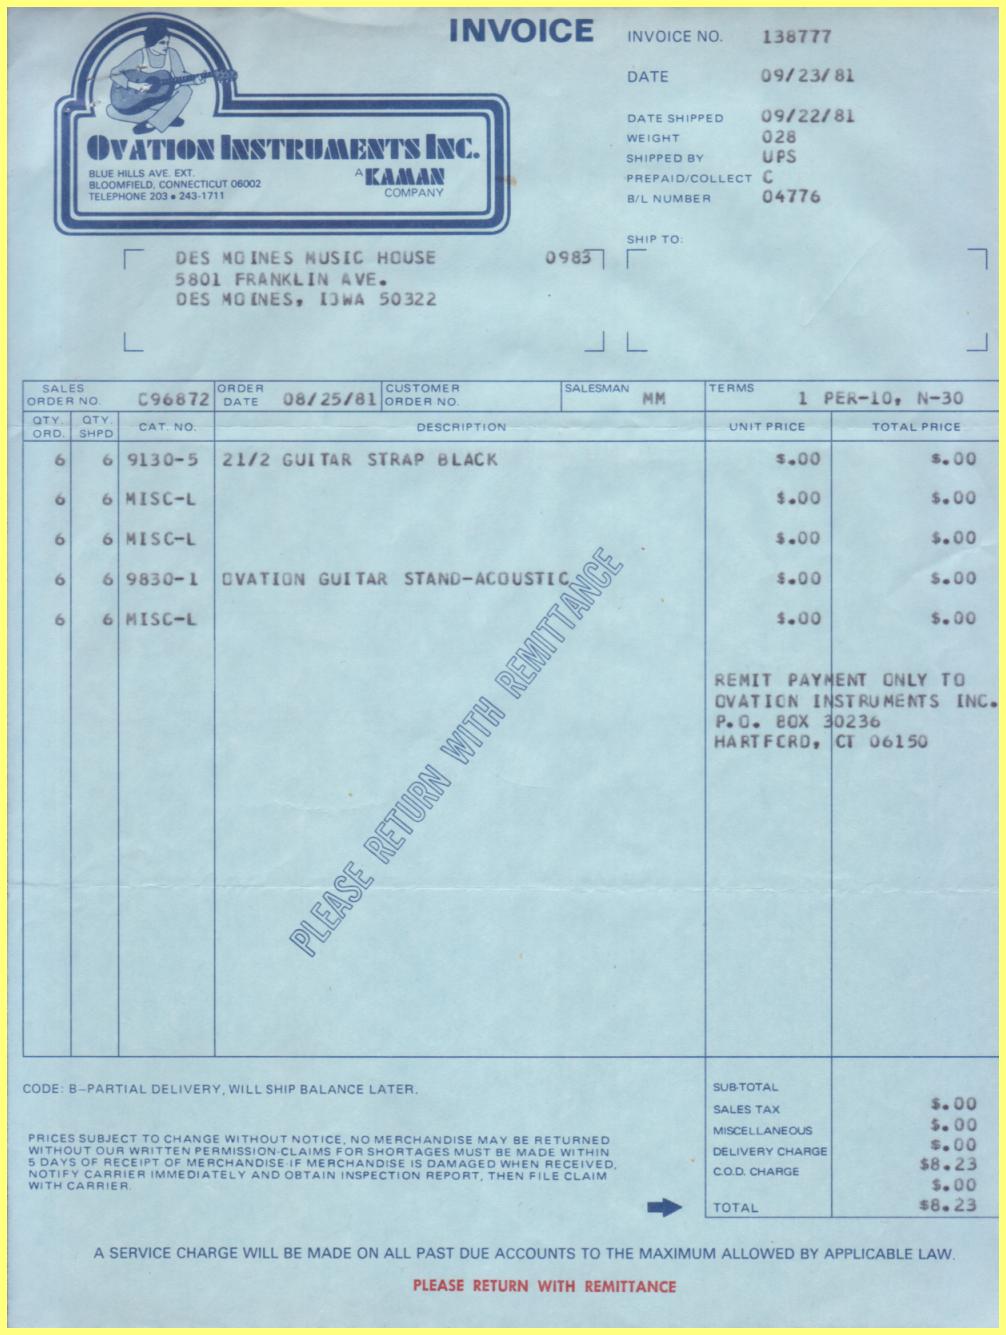 INVOICE
INVOICE NO. 138777
DATE 09/23/81
DATE SHIPPED 09/22/81
WEIGHT 028
SHIPPED BY UPS
PREPAID/COLLECT C
B/L NUMBER 04776
OVATION INSTRUMENTS INC.
BLUE HILLS AVE. EXT.
BLOOMFIELD, CONNECTICUT 06002
TELEPHONE 203 • 243-1711
A KAMAN COMPANY
SHIP TO:
DES MOINES MUSIC HOUSE 0983
5801 FRANKLIN AVE.
DES MOINES, IOWA 50322
SALES ORDER NO. C96872 ORDER DATE 08/25/81 CUSTOMER ORDER NO. SALESMAN MM TERMS 1 PER-10, N-30
QTY. ORD. QTY. SHPD CAT. NO. DESCRIPTION UNIT PRICE TOTAL PRICE
6 6 9130-5 21/2 GUITAR STRAP BLACK $.00 $.00
6 6 MISC-L $.00 $.00
6 6 MISC-L $.00 $.00
6 6 9830-1 OVATION GUITAR STAND-ACOUSTIC $.00 $.00
6 6 MISC-L $.00 $.00
PLEASE RETURN WITH REMITTANCE
REMIT PAYMENT ONLY TO
OVATION INSTRUMENTS INC.
P.O. BOX 30236
HARTFORD, CT 06150
CODE: B-PARTIAL DELIVERY, WILL SHIP BALANCE LATER.
PRICES SUBJECT TO CHANGE WITHOUT NOTICE, NO MERCHANDISE MAY BE RETURNED
WITHOUT OUR WRITTEN PERMISSION-CLAIMS FOR SHORTAGES MUST BE MADE WITHIN
5 DAYS OF RECEIPT OF MERCHANDISE-IF MERCHANDISE IS DAMAGED WHEN RECEIVED,
NOTIFY CARRIER IMMEDIATELY AND OBTAIN INSPECTION REPORT, THEN FILE CLAIM
WITH CARRIER.
SUB-TOTAL $.00
SALES TAX $.00
MISCELLANEOUS $.00
DELIVERY CHARGE $8.23
C.O.D. CHARGE $.00
TOTAL $8.23
A SERVICE CHARGE WILL BE MADE ON ALL PAST DUE ACCOUNTS TO THE MAXIMUM ALLOWED BY APPLICABLE LAW.
PLEASE RETURN WITH REMITTANCE